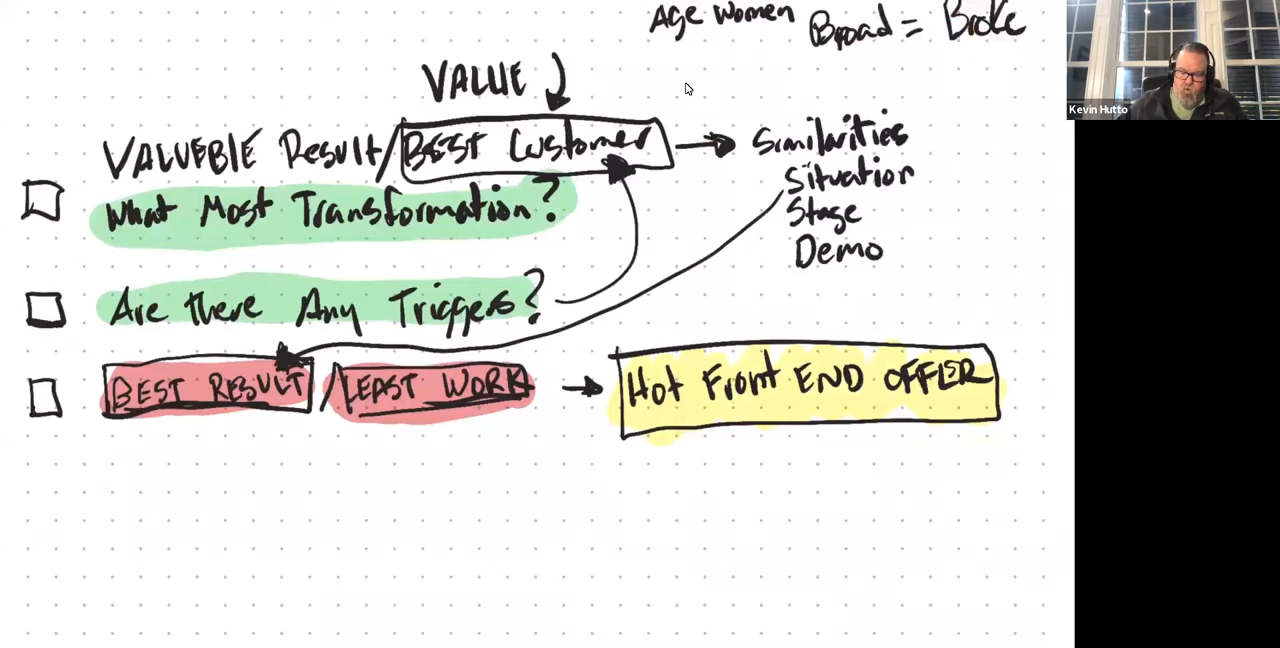 Age Women Broad = Broke
VALUE
VALUEBLE Result/BEST Customer → Similarities
What Most Transformation?
Situation
Stage
Demo
Are there Any Triggers?
BEST RESULT / LEAST WORK → Hot Front END OFFER
Kevin Hutto